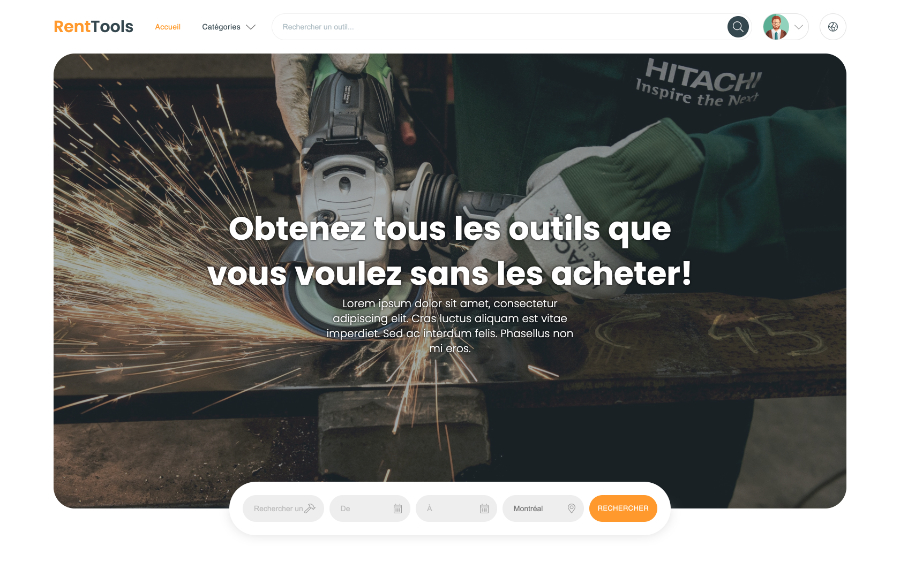 RentTools
Accueil
Catégories
Rechercher un outil...
HITACHI
Inspire the Next
Obtenez tous les outils que
vous voulez sans les acheter!
Lorem ipsum dolor sit amet, consectetur
adipiscing elit. Cras luctus aliquam est vitae
imperdiet. Sed ac interdum felis. Phasellus non
mi eros.
Rechercher un
De
À
Montréal
RECHERCHER